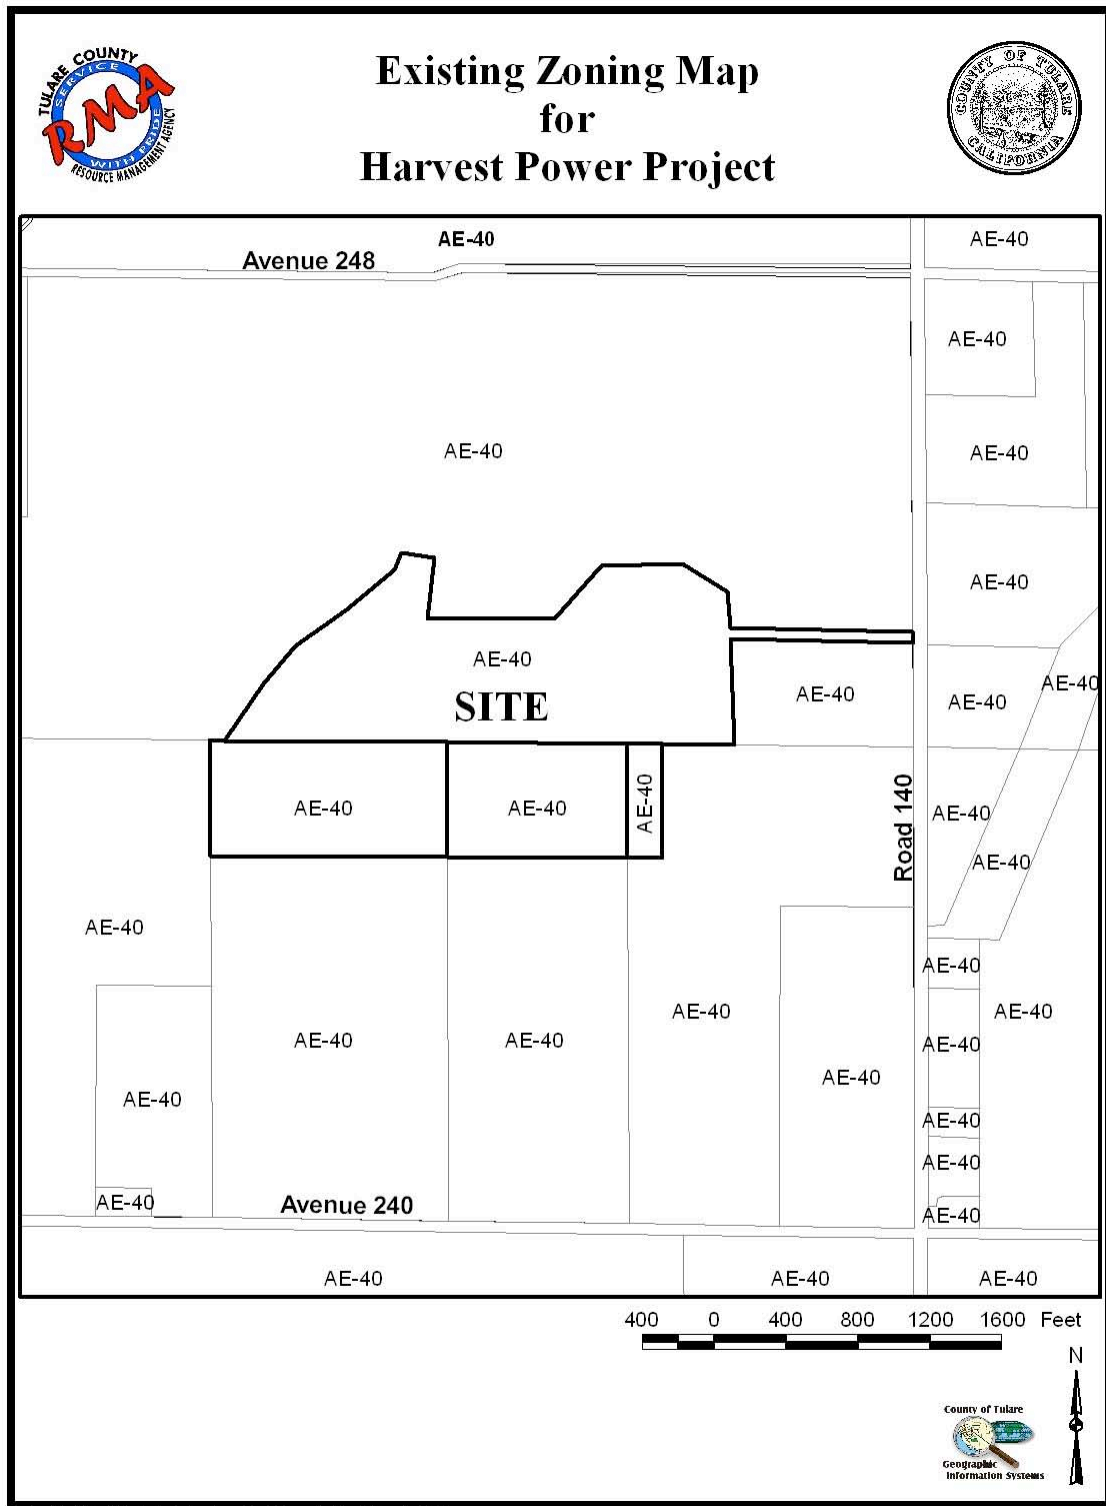 TULARE COUNTY
SERVICE
RMA
WITH PRIDE
RESOURCE MANAGEMENT AGENCY
Existing Zoning Map
for
Harvest Power Project
COUNTY OF TULARE
CALIFORNIA
AE-40
AE-40
Avenue 248
AE-40
AE-40
AE-40
AE-40
AE-40
SITE
AE-40
AE-40
AE-40
AE-40
AE-40
AE-40
AE-40
Road 140
AE-40
AE-40
AE-40
AE-40
AE-40
AE-40
AE-40
AE-40
AE-40
AE-40
AE-40
AE-40
AE-40
AE-40
Avenue 240
AE-40
AE-40
AE-40
AE-40
400 0 400 800 1200 1600 Feet
N
County of Tulare
Geographic
Information Systems